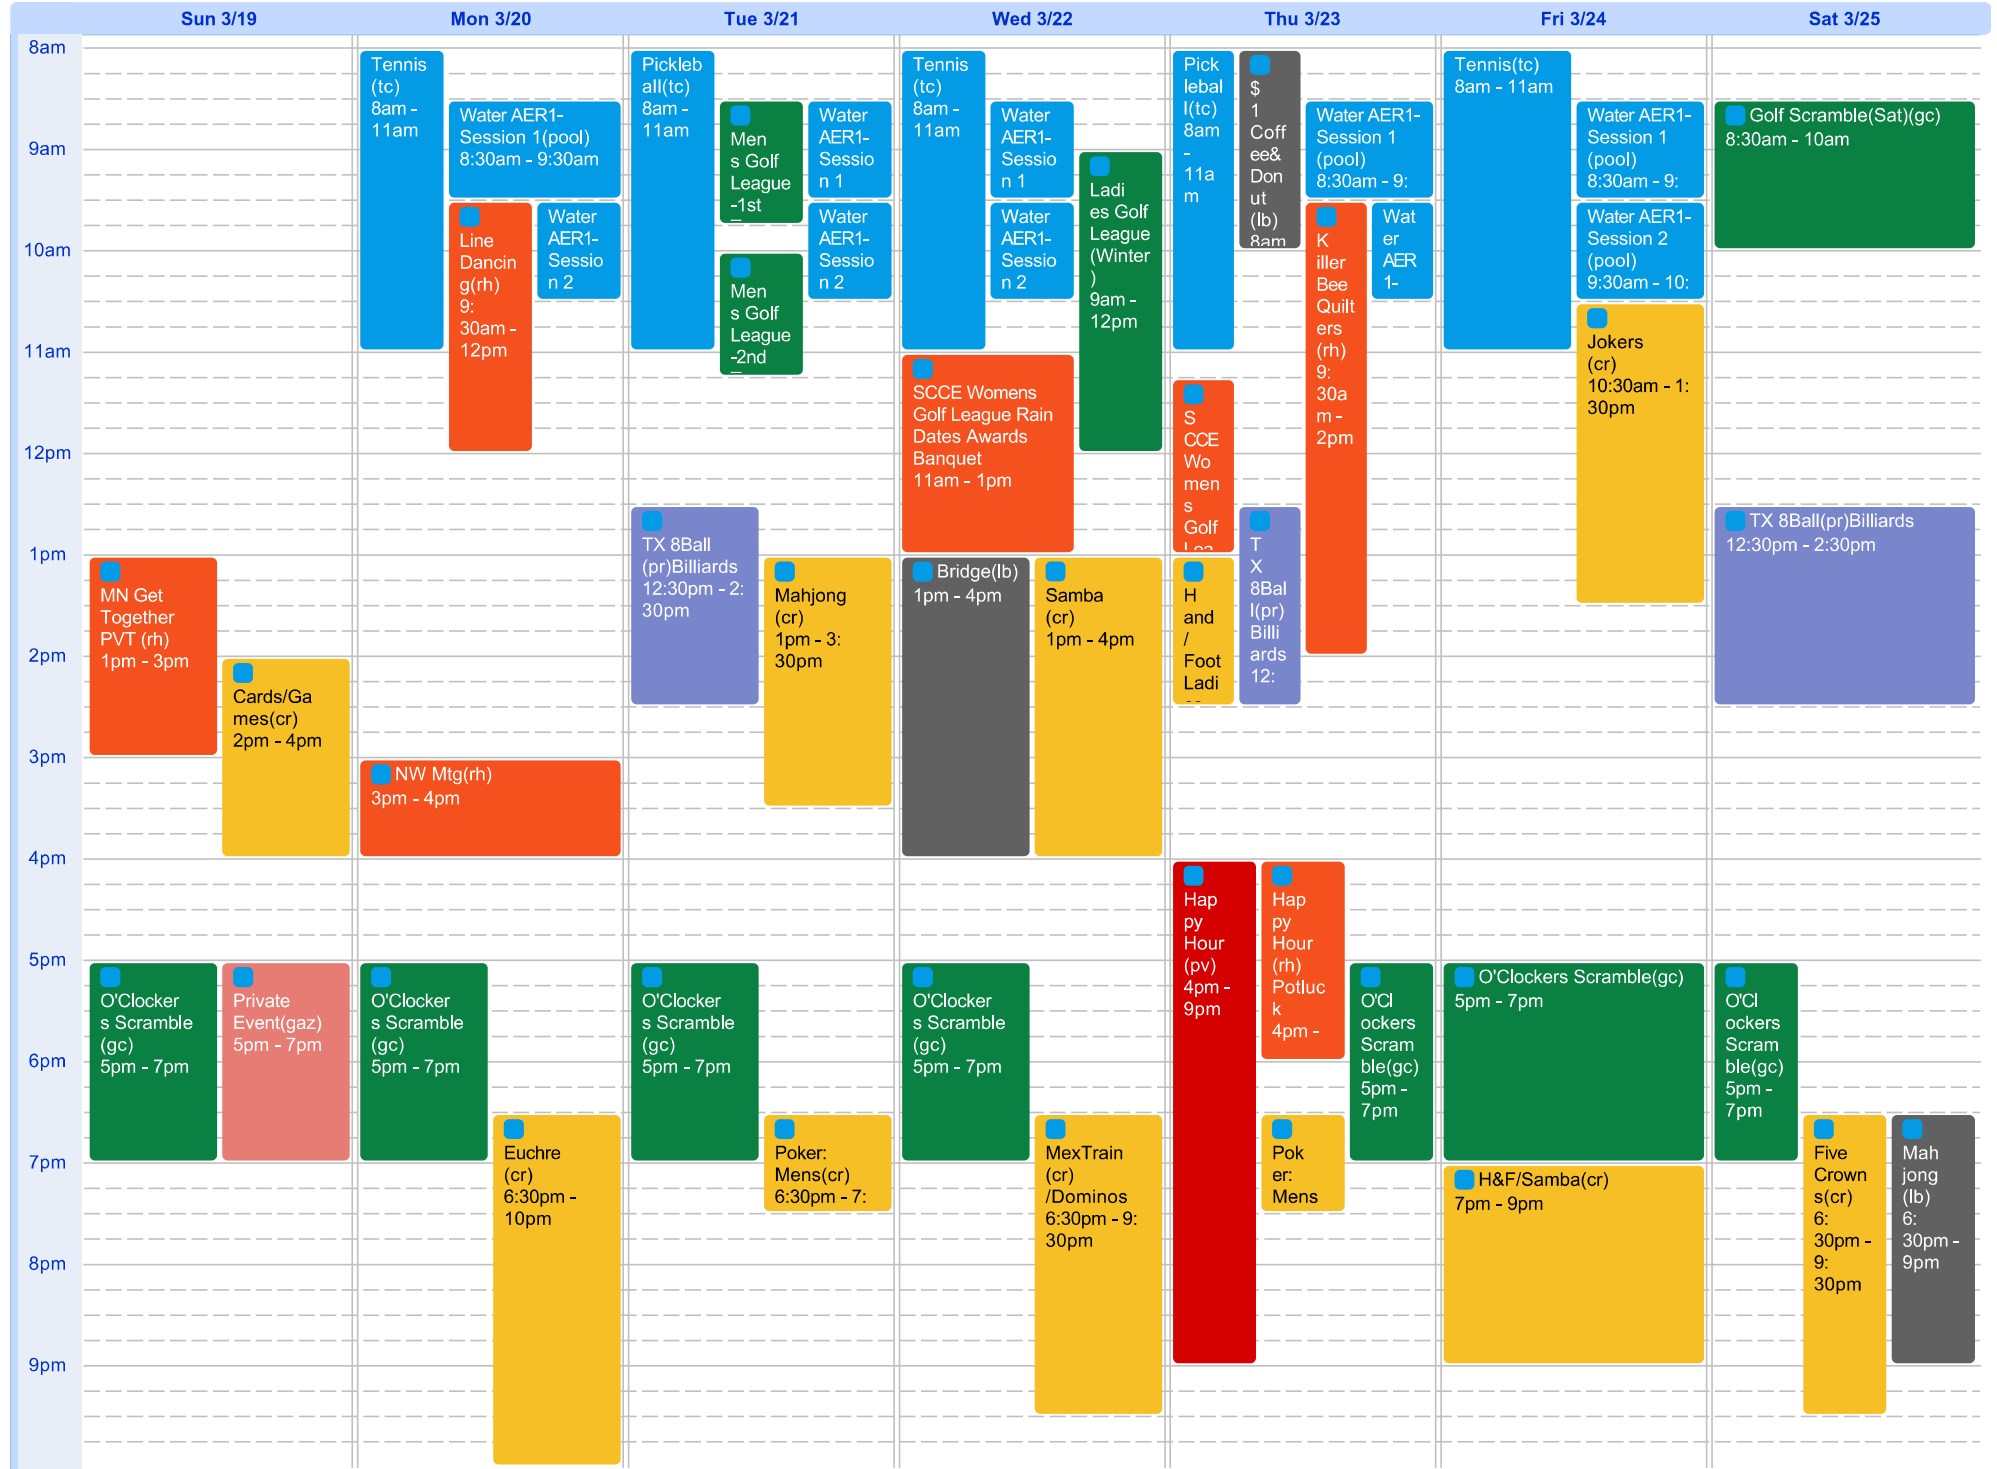 Sun 3/19
Mon 3/20
Tue 3/21
Wed 3/22
Thu 3/23
Fri 3/24
Sat 3/25
8am
9am
10am
11am
12pm
1pm
2pm
3pm
4pm
5pm
6pm
7pm
8pm
9pm
MN Get
Together
PVT (rh)
1pm - 3pm
Cards/Ga
mes(cr)
2pm - 4pm
O'Clocker
s Scramble
(gc)
5pm - 7pm
Private
Event(gaz)
5pm - 7pm
Tennis
(tc)
8am -
11am
Water AER1-
Session 1(pool)
8:30am - 9:30am
Line
Dancin
g(rh)
9:
30am -
12pm
Water
AER1-
Sessio
n 2
NW Mtg(rh)
3pm - 4pm
O'Clocker
s Scramble
(gc)
5pm - 7pm
Euchre
(cr)
6:30pm -
10pm
Pickleb
all(tc)
8am -
11am
Men
s Golf
League
-1st
Water
AER1-
Sessio
n 1
Water
AER1-
Sessio
n 2
Men
s Golf
League
-2nd
TX 8Ball
(pr)Billiards
12:30pm - 2:
30pm
Mahjong
(cr)
1pm - 3:
30pm
O'Clocker
s Scramble
(gc)
5pm - 7pm
Poker:
Mens(cr)
6:30pm - 7:
Tennis
(tc)
8am -
11am
Water
AER1-
Sessio
n 1
Water
AER1-
Sessio
n 2
Ladi
es Golf
League
(Winter
)
9am -
12pm
SCCE Womens
Golf League Rain
Dates Awards
Banquet
11am - 1pm
Bridge(lb)
1pm - 4pm
Samba
(cr)
1pm - 4pm
O'Clocker
s Scramble
(gc)
5pm - 7pm
MexTrain
(cr)
/Dominos
6:30pm - 9:
30pm
Pick
lebal
l(tc)
8am
-
11a
m
$
1
Coff
ee&
Don
ut
(lb)
8am
Water AER1-
Session 1
(pool)
8:30am - 9:
K
iller
Bee
Quilt
ers
(rh)
9:
30a
m -
2pm
Wat
er
AER
1-
S
CCE
Wo
men
s
Golf
Lea
H
and
/
Foot
Ladi
T
X
8Bal
l(pr)
Billi
ards
12:
Hap
py
Hour
(pv)
4pm -
9pm
Hap
py
Hour
(rh)
Potluc
k
4pm -
O'Cl
ockers
Scram
ble(gc)
5pm -
7pm
Pok
er:
Mens
Tennis(tc)
8am - 11am
Water AER1-
Session 1
(pool)
8:30am - 9:
Water AER1-
Session 2
(pool)
9:30am - 10:
Jokers
(cr)
10:30am - 1:
30pm
O'Clockers Scramble(gc)
5pm - 7pm
H&F/Samba(cr)
7pm - 9pm
Golf Scramble(Sat)(gc)
8:30am - 10am
TX 8Ball(pr)Billiards
12:30pm - 2:30pm
O'Cl
ockers
Scram
ble(gc)
5pm -
7pm
Five
Crown
s(cr)
6:
30pm -
9:
30pm
Mah
jong
(lb)
6:
30pm -
9pm